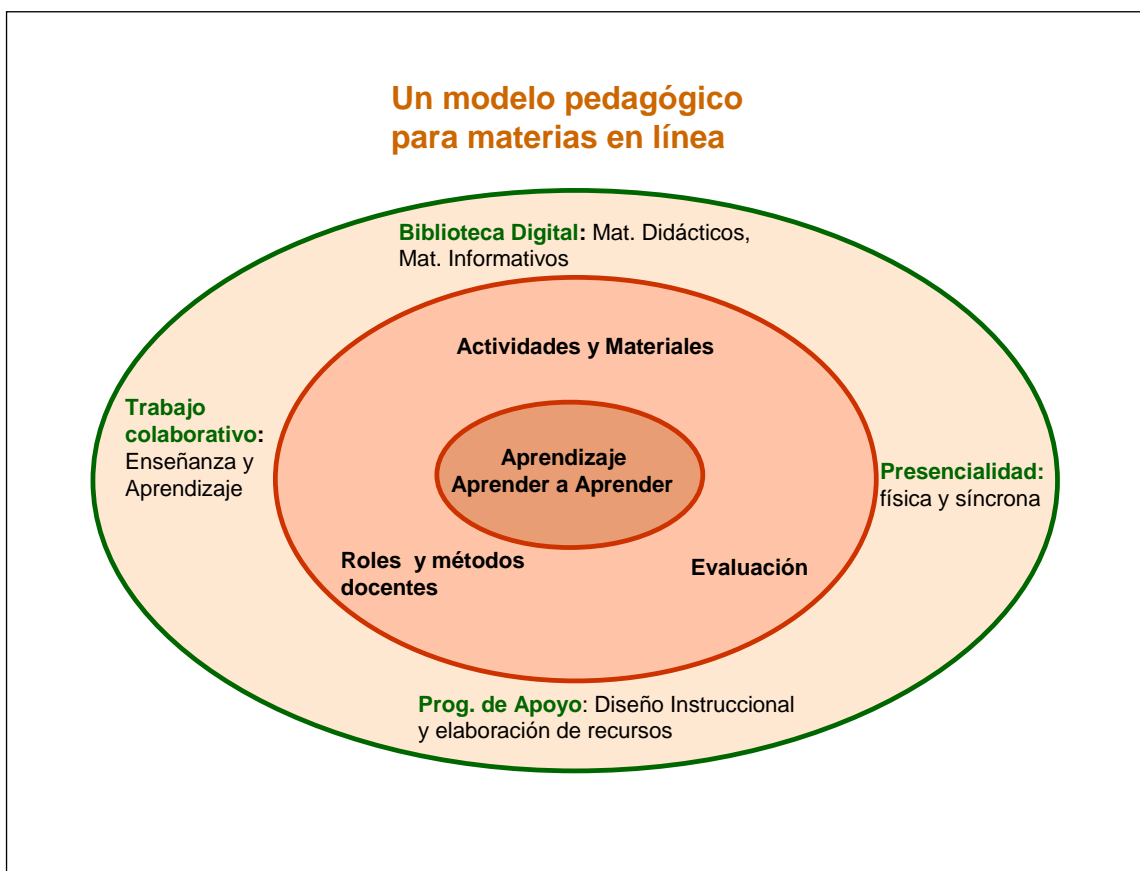 Un modelo pedagógico
para materias en línea
Biblioteca Digital: Mat. Didácticos,
Mat. Informativos
Actividades y Materiales
Trabajo
colaborativo:
Enseñanza y
Aprendizaje
Aprendizaje
Aprender a Aprender
Presencialidad:
física y síncrona
Roles y métodos
docentes
Evaluación
Prog. de Apoyo: Diseño Instruccional
y elaboración de recursos